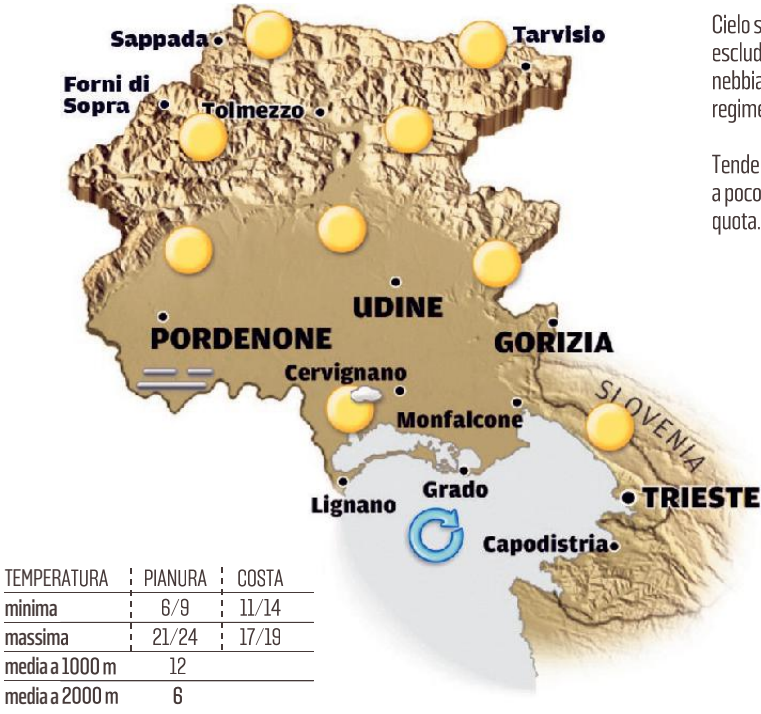 Sappada
Tarvisio
Forni di
Sopra
Tolmezzo
UDINE
PORDENONE
GORIZIA
Cervignano
SLOVENIA
Monfalcone
Grado
Lignano
TRIESTE
Capodistria
Cielo s
esclud
nebbia
regime
Tende
a poco
quota.
TEMPERATURA PIANURA COSTA
minima 6/9 11/14
massima 21/24 17/19
media a 1000 m 12
media a 2000 m 6